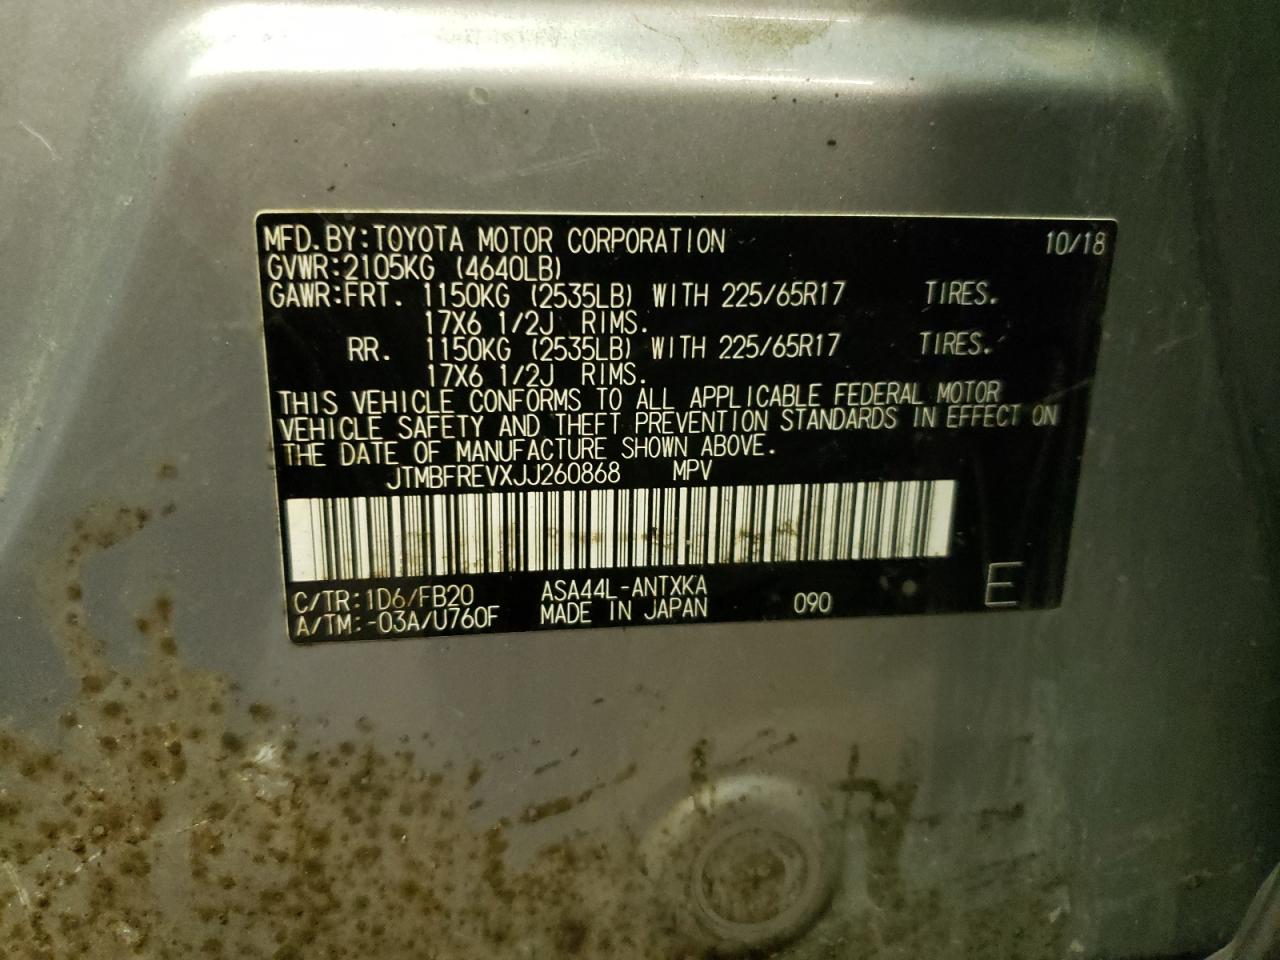 MFD.BY:TOYOTA MOTOR CORPORATION 10/18
GVWR:2105KG (4640LB)
GAWR:FRT. 1150KG (2535LB) WITH 225/65R17 TIRES.
17X6 1/2J RIMS.
RR. 1150KG (2535LB) WITH 225/65R17 TIRES.
17X6 1/2J RIMS.
THIS VEHICLE CONFORMS TO ALL APPLICABLE FEDERAL MOTOR
VEHICLE SAFETY AND THEFT PREVENTION STANDARDS IN EFFECT ON
THE DATE OF MANUFACTURE SHOWN ABOVE.
JTMBFREVXJJ260868 MPV
C/TR:1D6/FB20 ASA44L-ANTXKA
A/TM:-03A/U760F MADE IN JAPAN 090 E